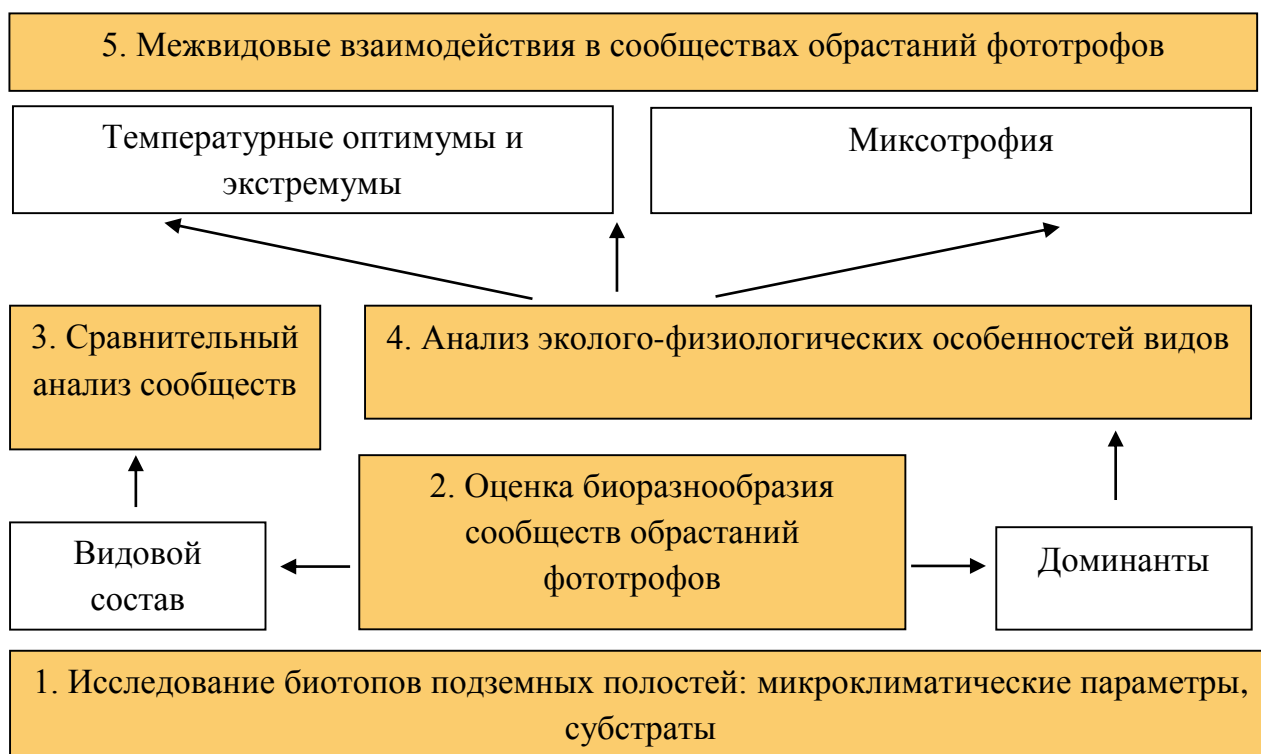 5. Межвидовые взаимодействия в сообществах обрастаний фототрофов
Температурные оптимумы и
экстремумы
Миксотрофия
3. Сравнительный
анализ сообществ
4. Анализ эколого-физиологических особенностей видов
2. Оценка биоразнообразия
сообществ обрастаний
фототрофов
Видовой
состав
Доминанты
1. Исследование биотопов подземных полостей: микроклиматические параметры,
субстраты